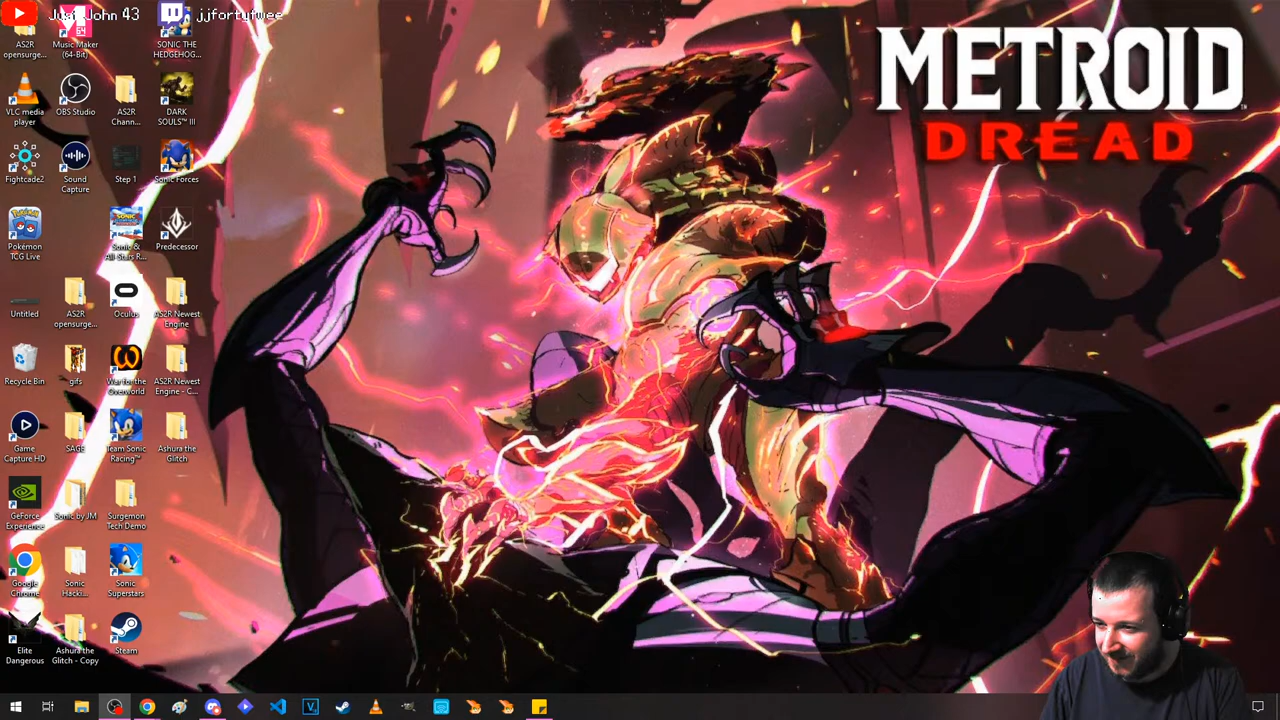 Just John 43
jjfortytwee
METROID
DREAD
AS2R
opensurge...
Music Maker
(64-Bit)
SONIC THE
HEDGEHOG...
VLC media
player
OBS Studio
AS2R
Chann...
DARK
SOULS™ III
Fightcade2
Sound
Capture
Step 1
Sonic Forces
Pokémon
TCG Live
Sonic &
All-Stars R...
Predecessor
Untitled
AS2R
opensurge...
Oculus
AS2R Newest
Engine
Recycle Bin
gifs
War for the
Overworld
AS2R Newest
Engine - C...
Game
Capture HD
SAGE
Team Sonic
Racing™
Ashura the
Glitch
GeForce
Experience
Sonic by JM
Surgemon
Tech Demo
Google
Chrome
Sonic
Hacki...
Sonic
Superstars
Elite
Dangerous
Ashura the
Glitch - Copy
Steam